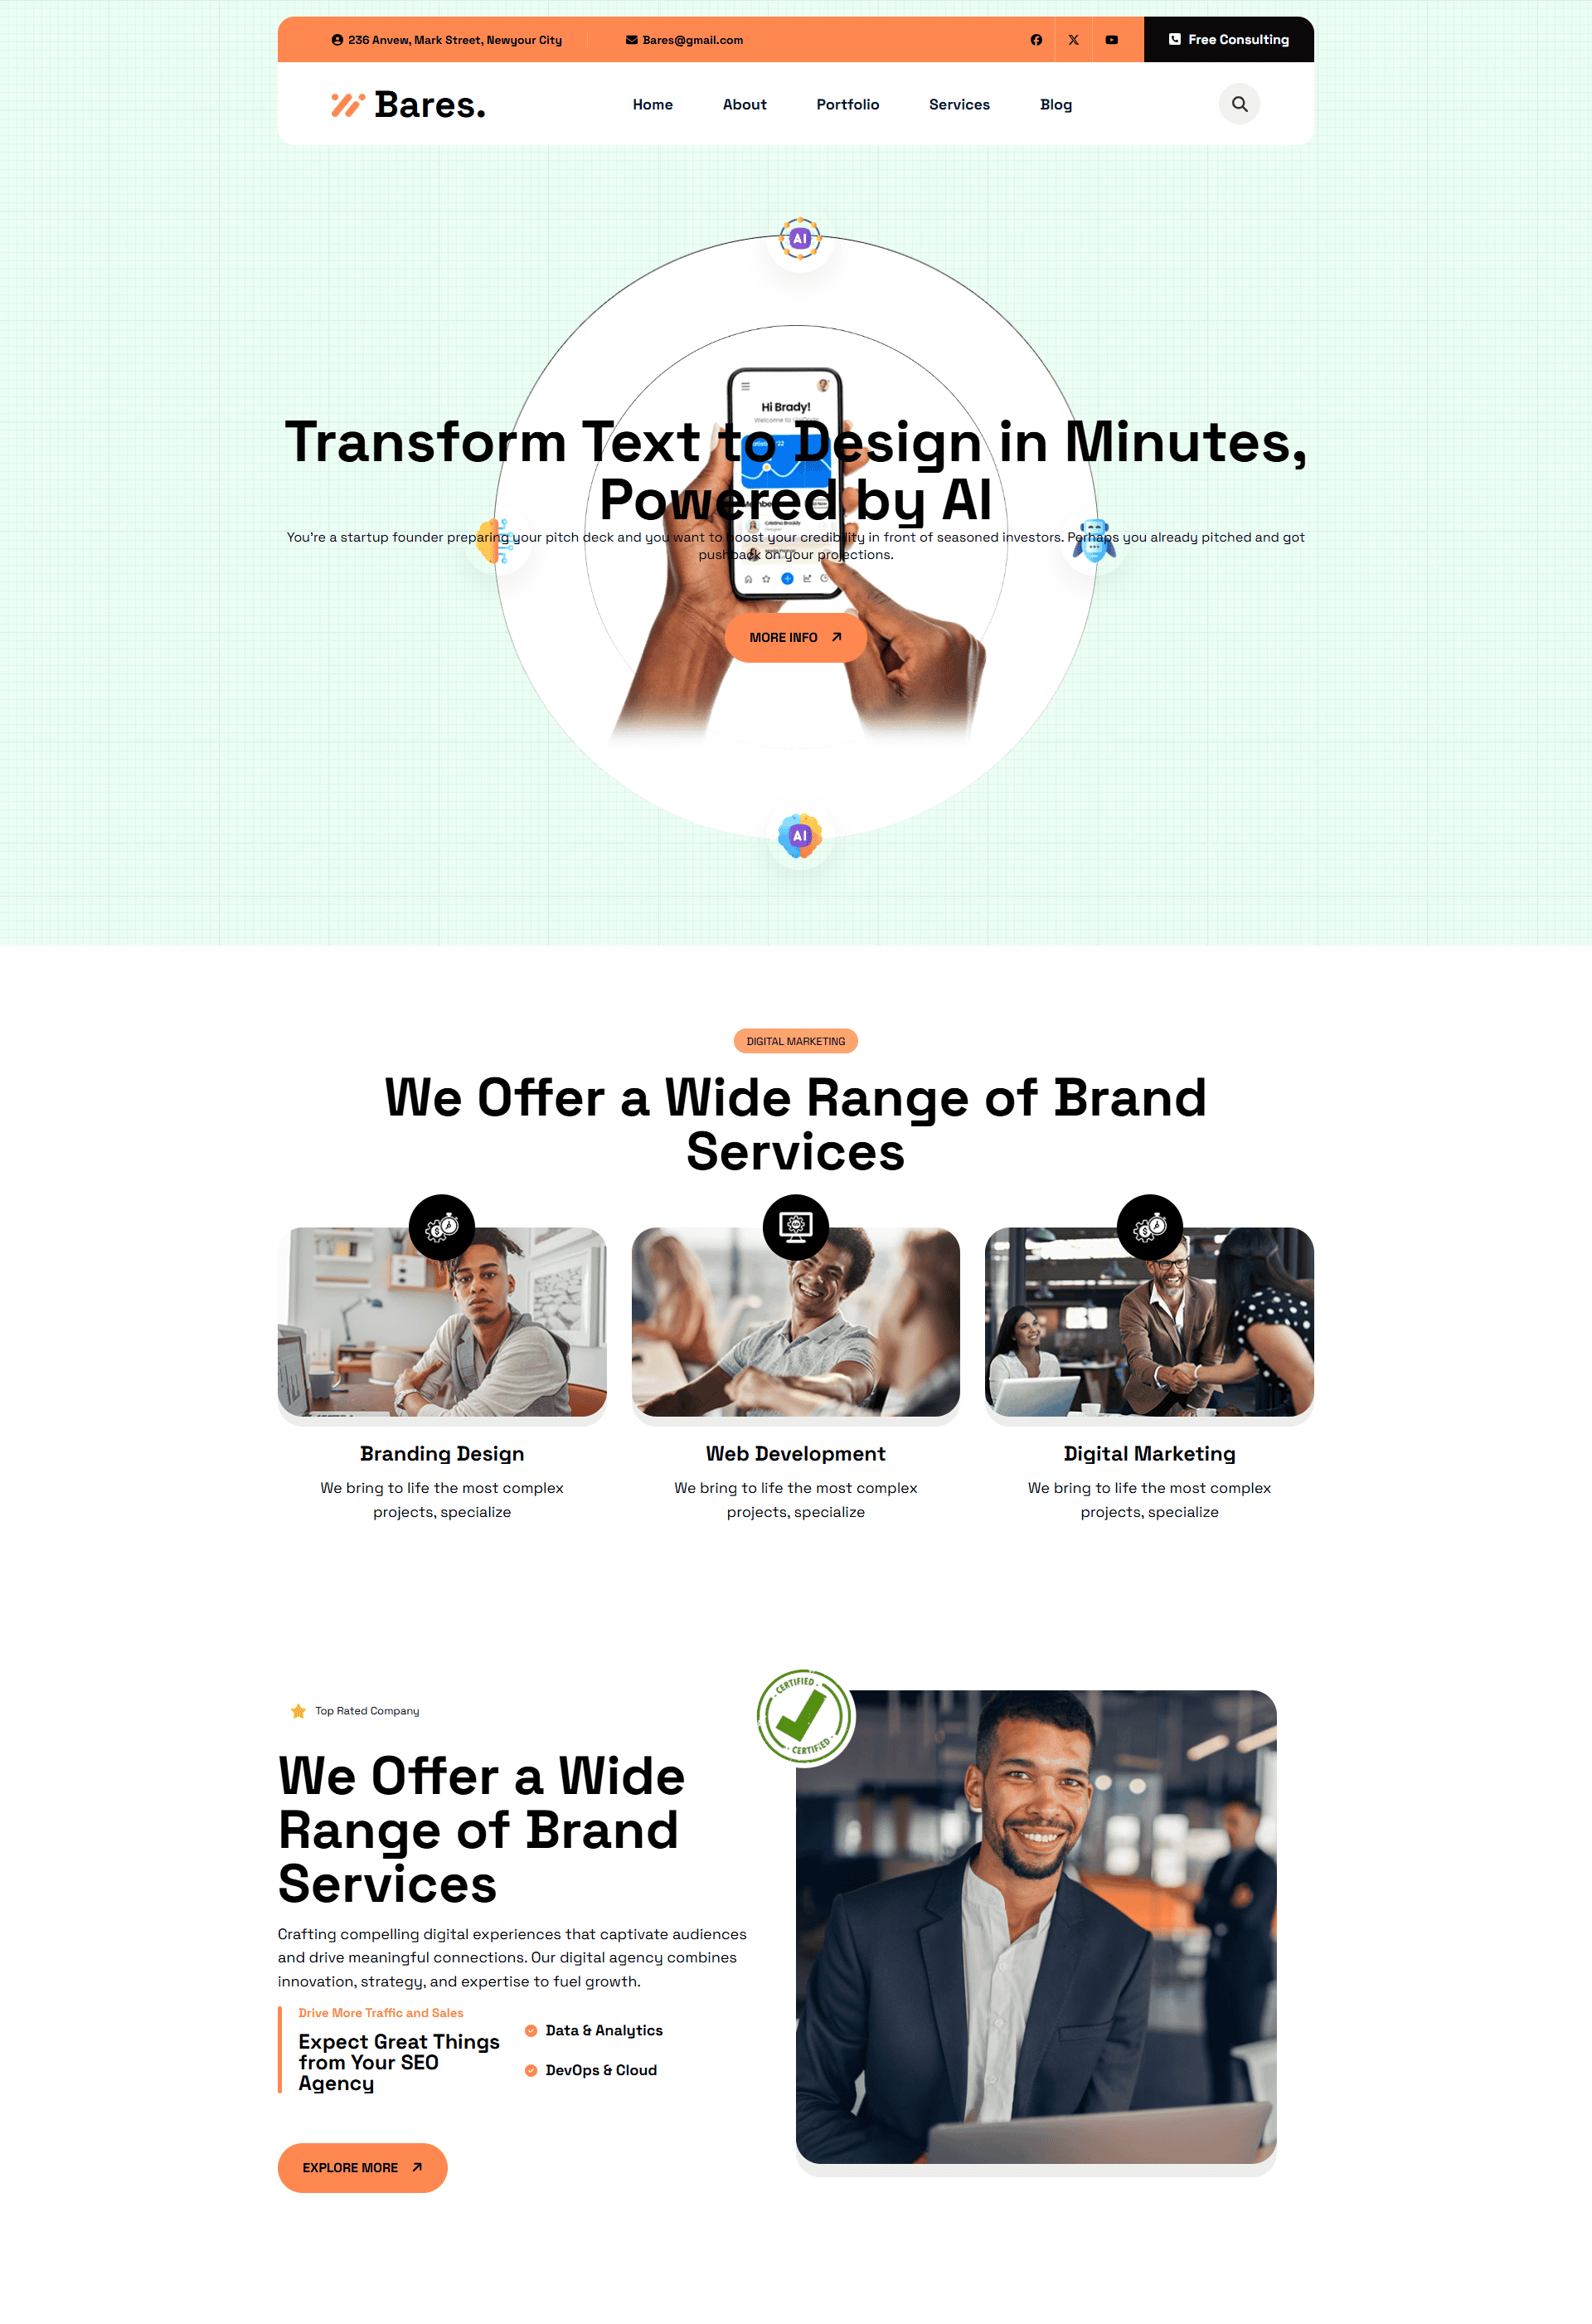 236 Anvew, Mark Street, Newyour City
Bares@gmail.com
Free Consulting
Bares.
Home
About
Portfolio
Services
Blog
AI
Hi Brady!
Welcome to
Transform Text to Design in Minutes,
Powered by AI
You're a startup founder preparing your pitch deck and you want to boost your credibility in front of seasoned investors. Perhaps you already pitched and got
pushback on your projections.
MORE INFO
AI
DIGITAL MARKETING
We Offer a Wide Range of Brand
Services
Branding Design
We bring to life the most complex
projects, specialize
Web Development
We bring to life the most complex
projects, specialize
Digital Marketing
We bring to life the most complex
projects, specialize
Top Rated Company
CERTIFIED
CERTIFIED
We Offer a Wide
Range of Brand
Services
Crafting compelling digital experiences that captivate audiences
and drive meaningful connections. Our digital agency combines
innovation, strategy, and expertise to fuel growth.
Drive More Traffic and Sales
Expect Great Things
from Your SEO
Agency
Data & Analytics
DevOps & Cloud
EXPLORE MORE